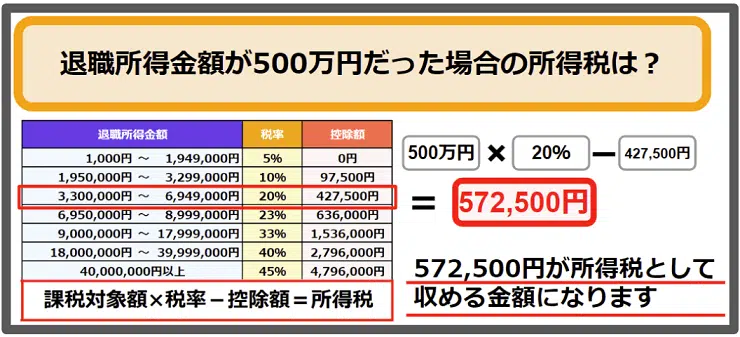 退職所得金額が500万円だった場合の所得税は？
退職所得金額 税率 控除額
1,000円 ～ 1,949,000円 5% 0円
1,950,000円 ～ 3,299,000円 10% 97,500円
3,300,000円 ～ 6,949,000円 20% 427,500円
6,950,000円 ～ 8,999,000円 23% 636,000円
9,000,000円 ～ 17,999,000円 33% 1,536,000円
18,000,000円 ～ 39,999,000円 40% 2,796,000円
40,000,000円以上 45% 4,796,000円
課税対象額×税率－控除額＝所得税
500万円 × 20% － 427,500円
＝ 572,500円
572,500円が所得税として
収める金額になります